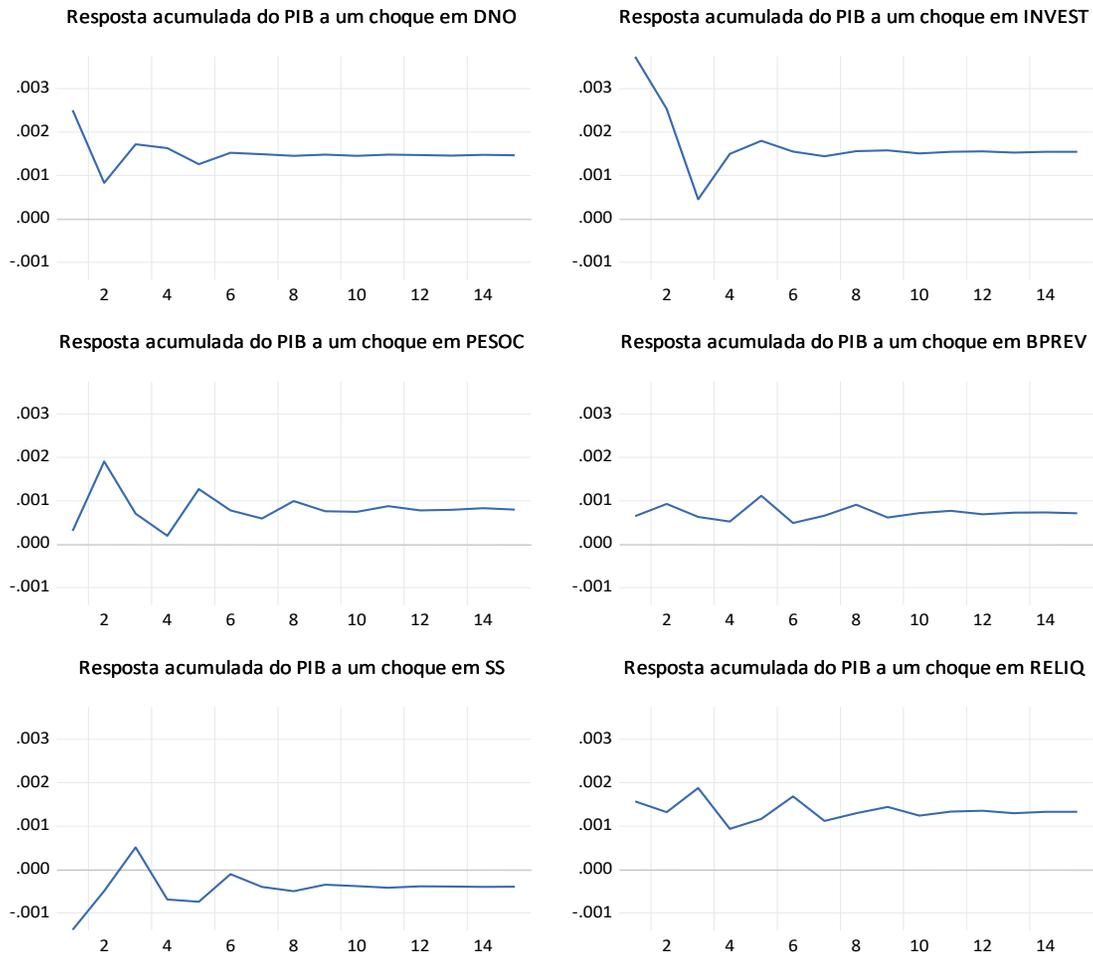 Resposta acumulada do PIB a um choque em DNO
.003
.002
.001
.000
-.001
2 4 6 8 10 12 14
Resposta acumulada do PIB a um choque em INVEST
.003
.002
.001
.000
-.001
2 4 6 8 10 12 14
Resposta acumulada do PIB a um choque em PESOC
.003
.002
.001
.000
-.001
2 4 6 8 10 12 14
Resposta acumulada do PIB a um choque em BPREV
.003
.002
.001
.000
-.001
2 4 6 8 10 12 14
Resposta acumulada do PIB a um choque em SS
.003
.002
.001
.000
-.001
2 4 6 8 10 12 14
Resposta acumulada do PIB a um choque em RELIQ
.003
.002
.001
.000
-.001
2 4 6 8 10 12 14